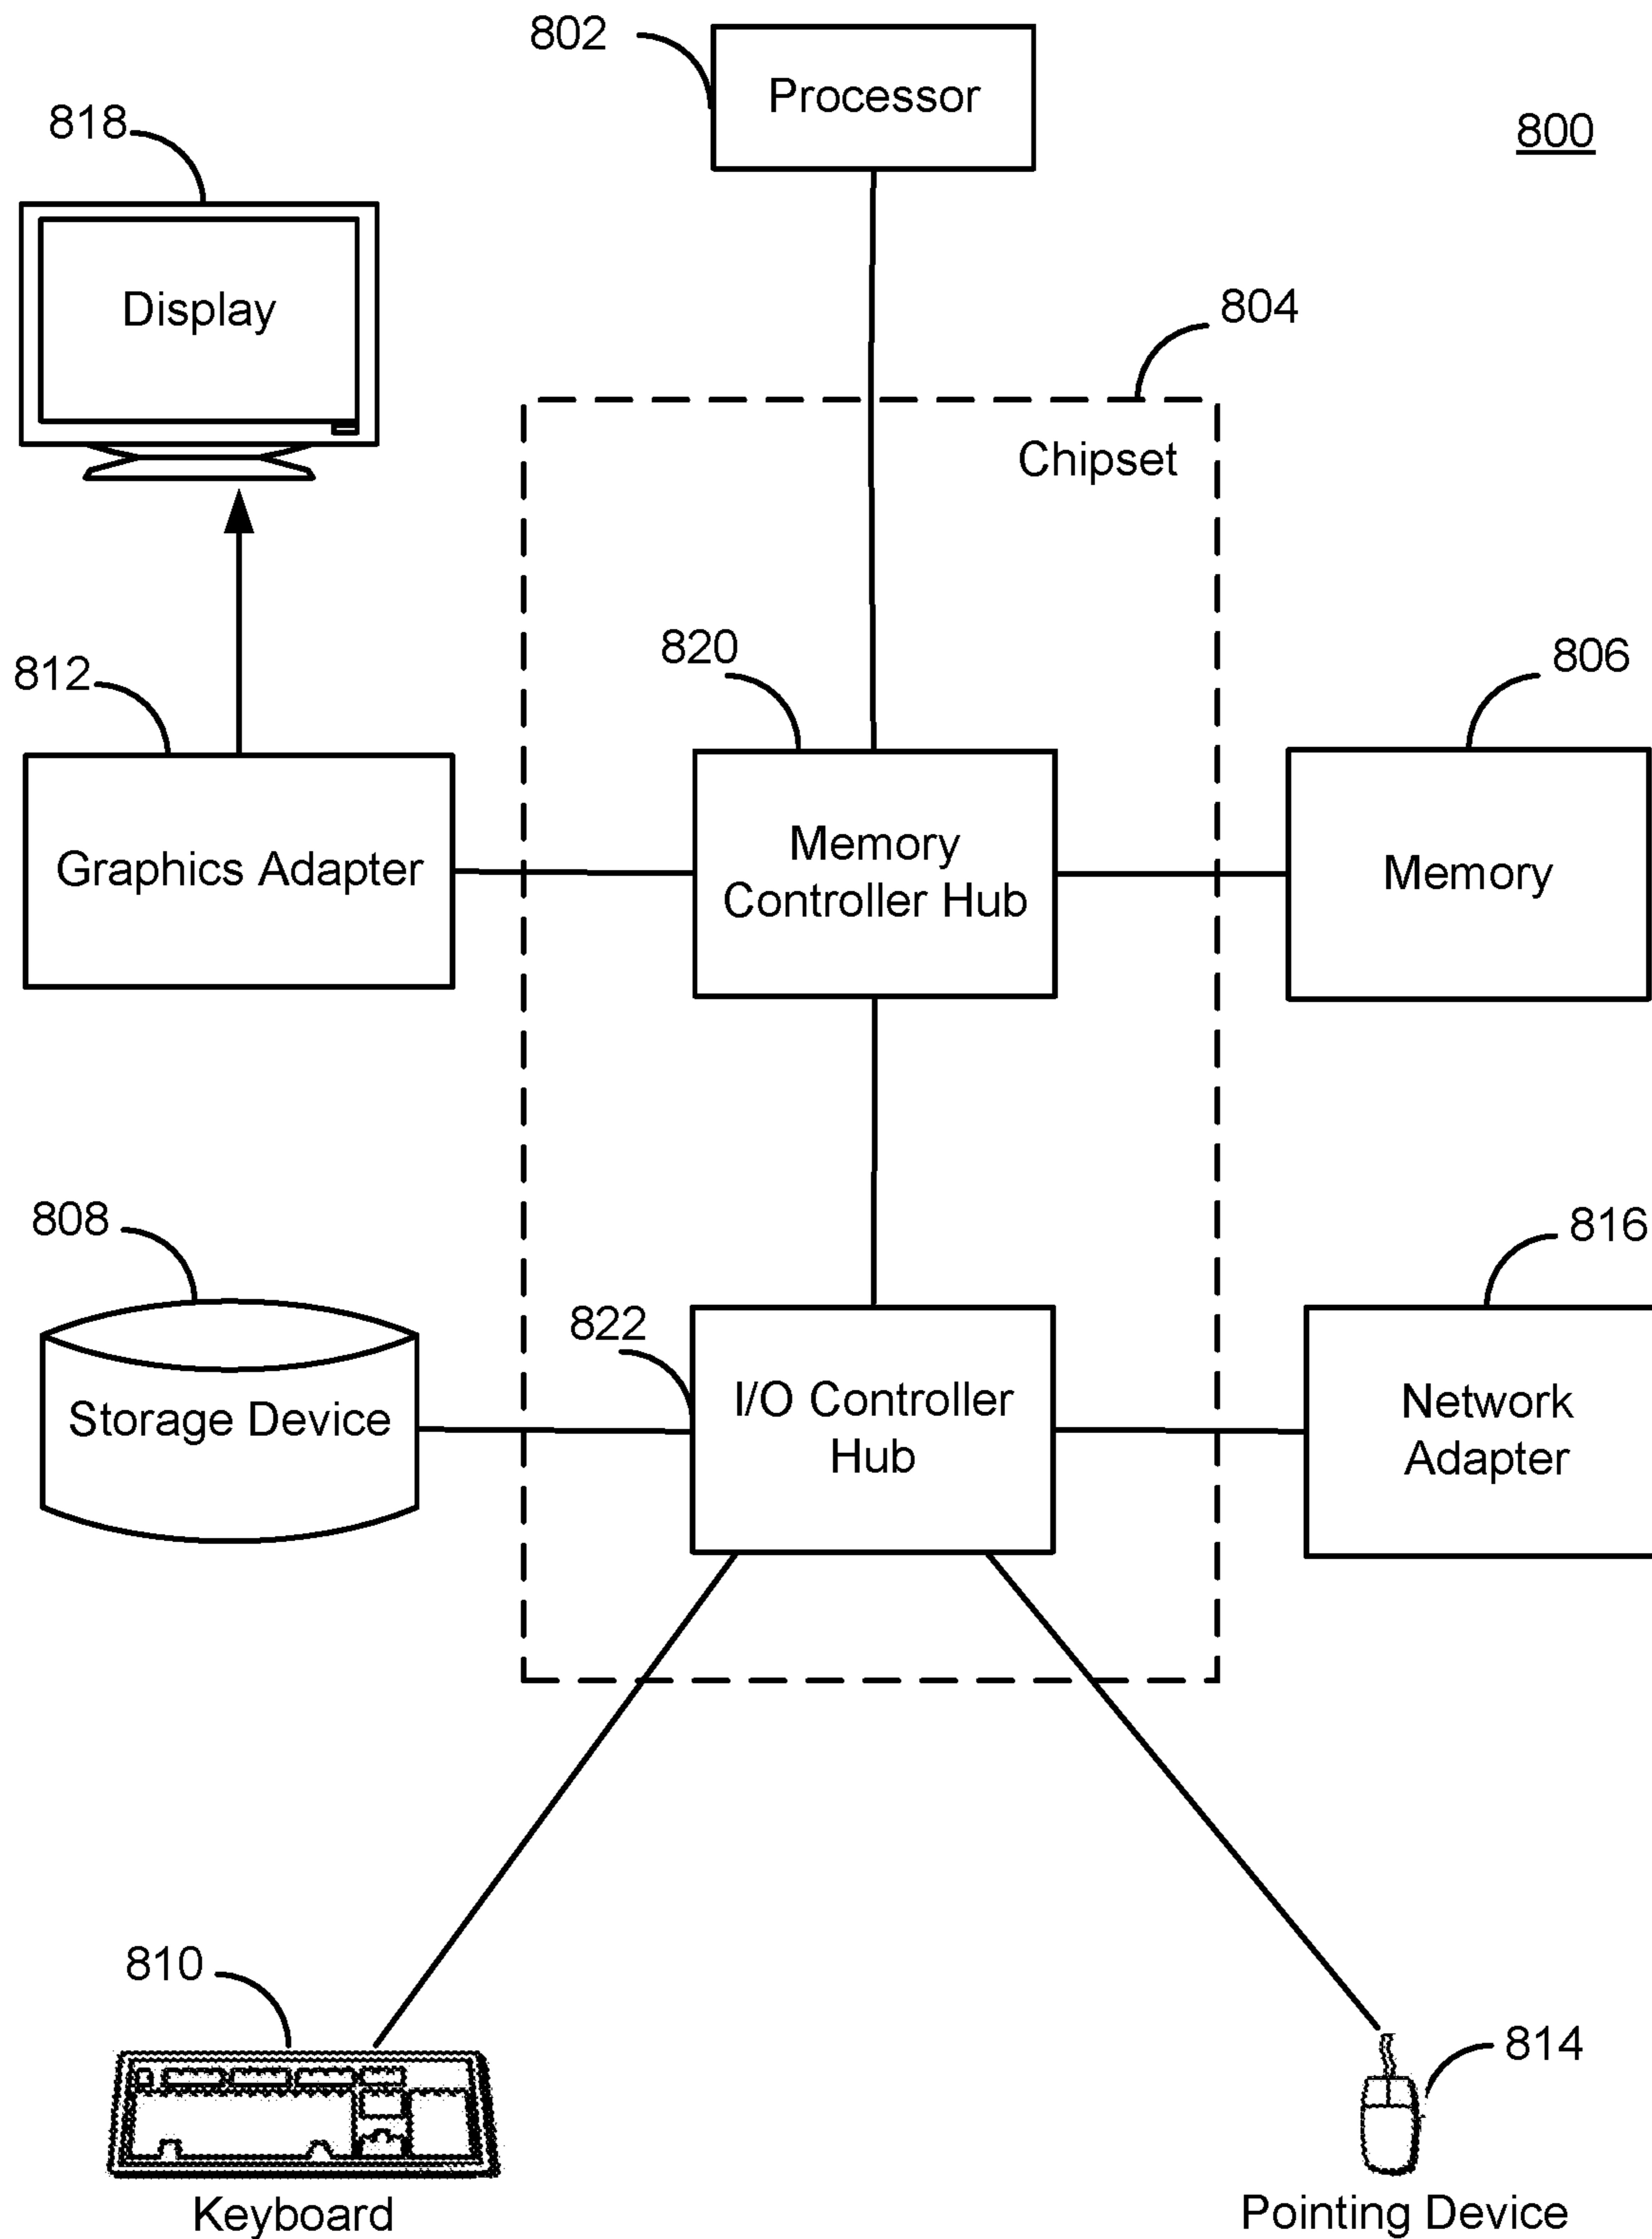 802
Processor
800
818
Display
804
Chipset
820
806
812
Memory
Controller Hub
Graphics Adapter
Memory
808
816
822
I/O Controller
Hub
Storage Device
Network
Adapter
810
814
Keyboard
Pointing Device